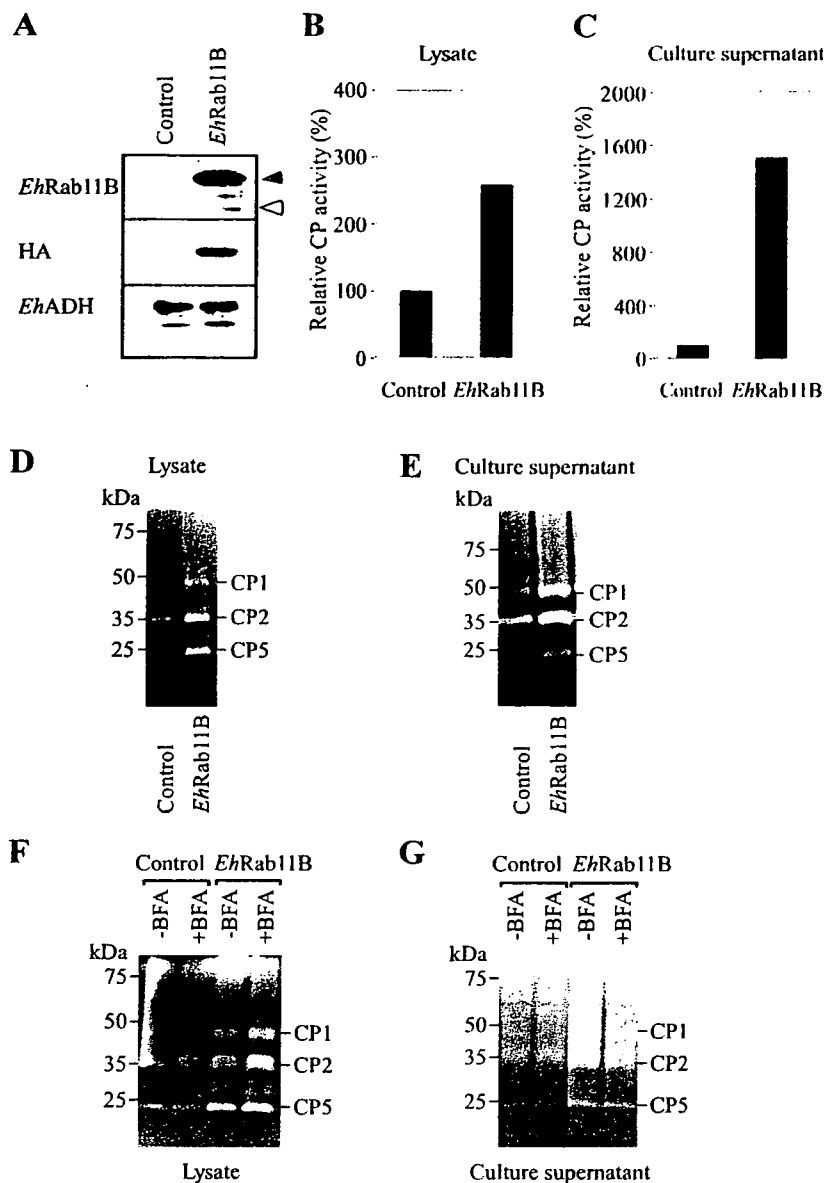 A
Control
EhRab11B
EhRab11B
HA
EhADH
B
Lysate
Relative CP activity (%)
400
300
200
100
0
Control EhRab11B
C
Culture supernatant
Relative CP activity (%)
2000
1600
1200
800
400
0
Control EhRab11B
D
Lysate
kDa
75
50
35
25
CP1
CP2
CP5
Control
EhRab11B
E
Culture supernatant
kDa
75
50
35
25
CP1
CP2
CP5
Control
EhRab11B
F
Control EhRab11B
-BFA
+BFA
-BFA
+BFA
kDa
75
50
35
25
CP1
CP2
CP5
Lysate
G
Control EhRab11B
-BFA
+BFA
-BFA
+BFA
kDa
75
50
35
25
CP1
CP2
CP5
Culture supernatant